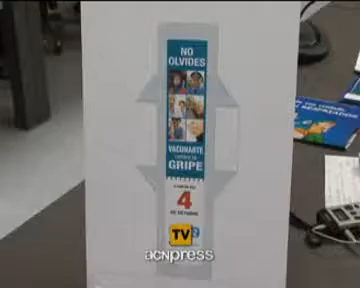 NO
OLVIDES
VACUNARTE
CONTRA LA
GRIPE
A PARTIR DEL
4
DE OCTUBRE
TV
acnpress